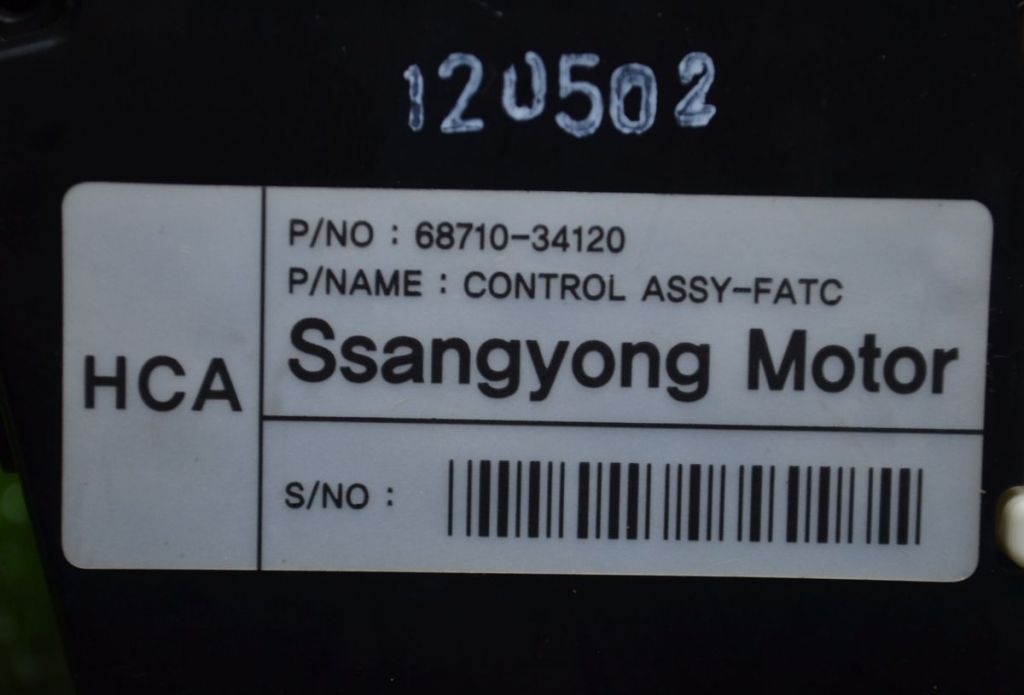 120502
HCA
P/NO : 68710-34120
P/NAME : CONTROL ASSY-FATC
Ssangyong Motor
S/NO :